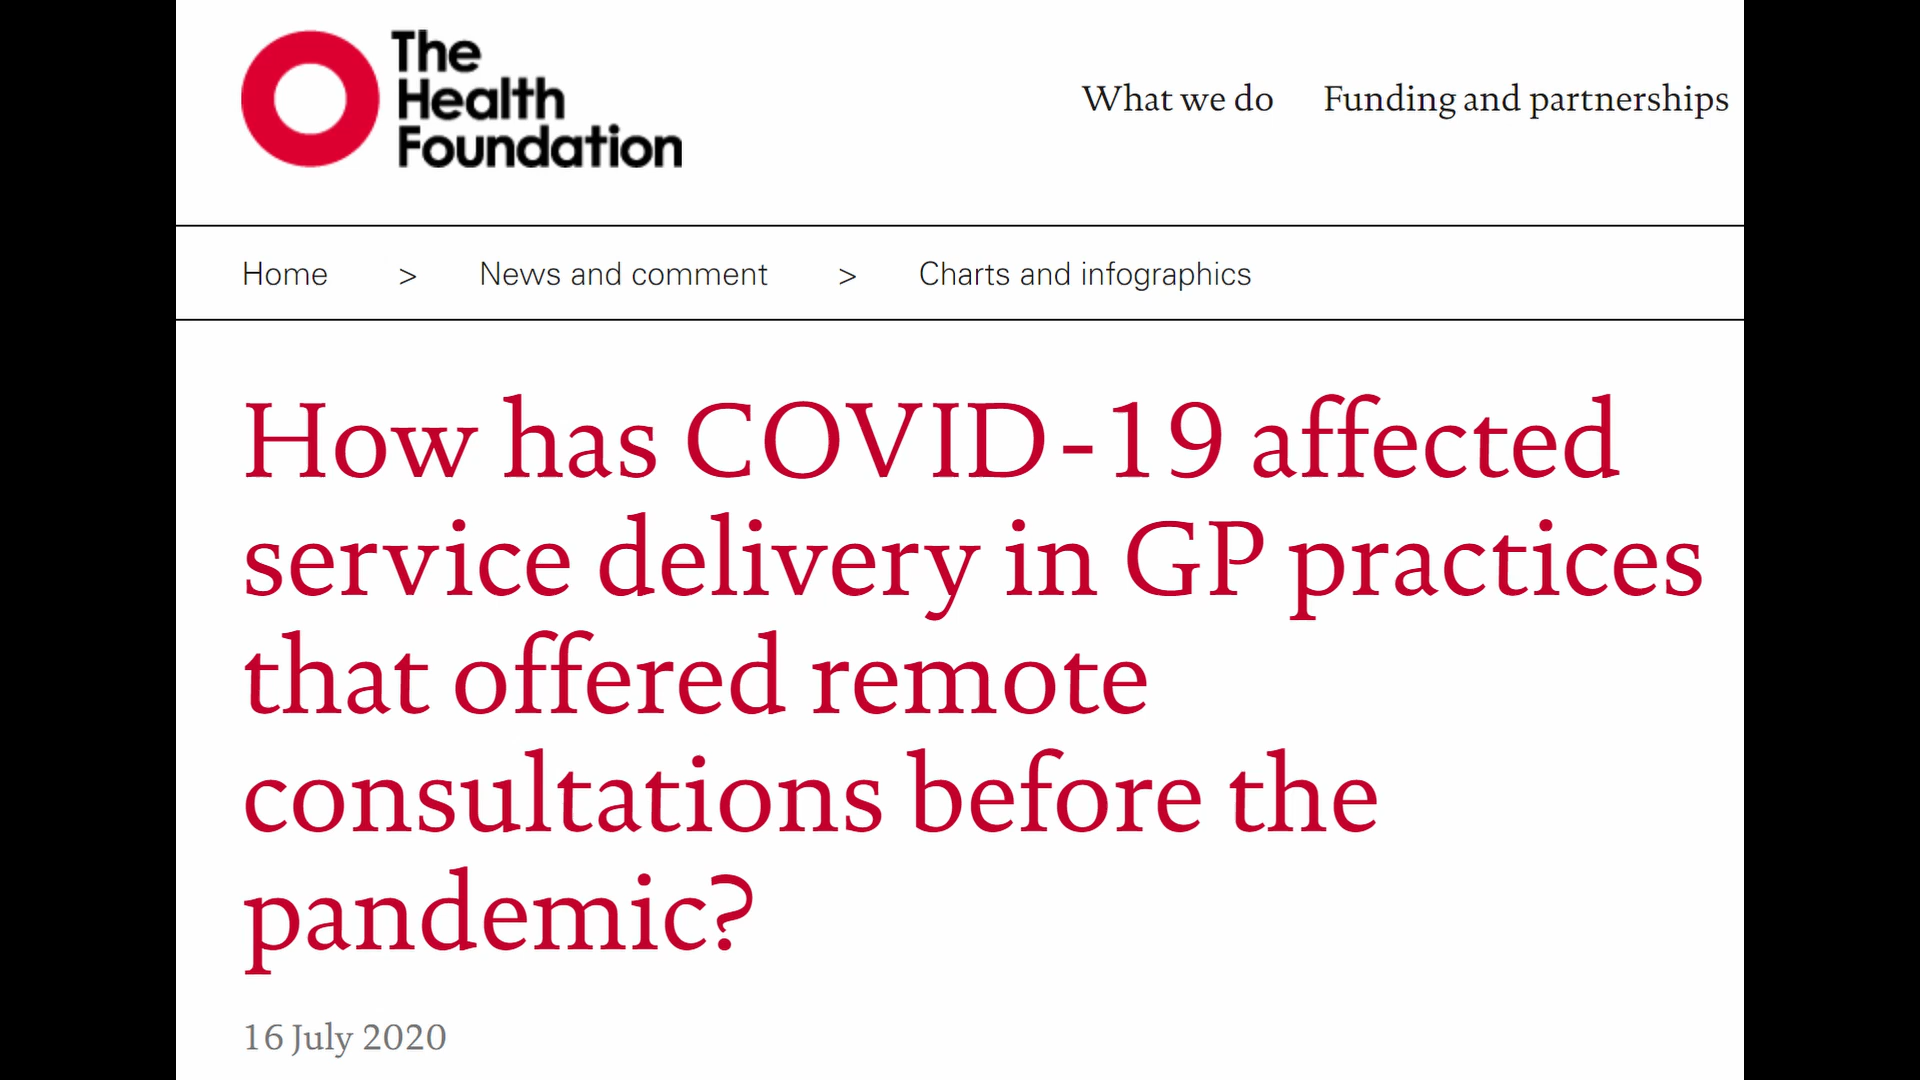 The
Health
Foundation
What we do Funding and partnerships
Home > News and comment > Charts and infographics
How has COVID-19 affected
service delivery in GP practices
that offered remote
consultations before the
pandemic?
16 July 2020